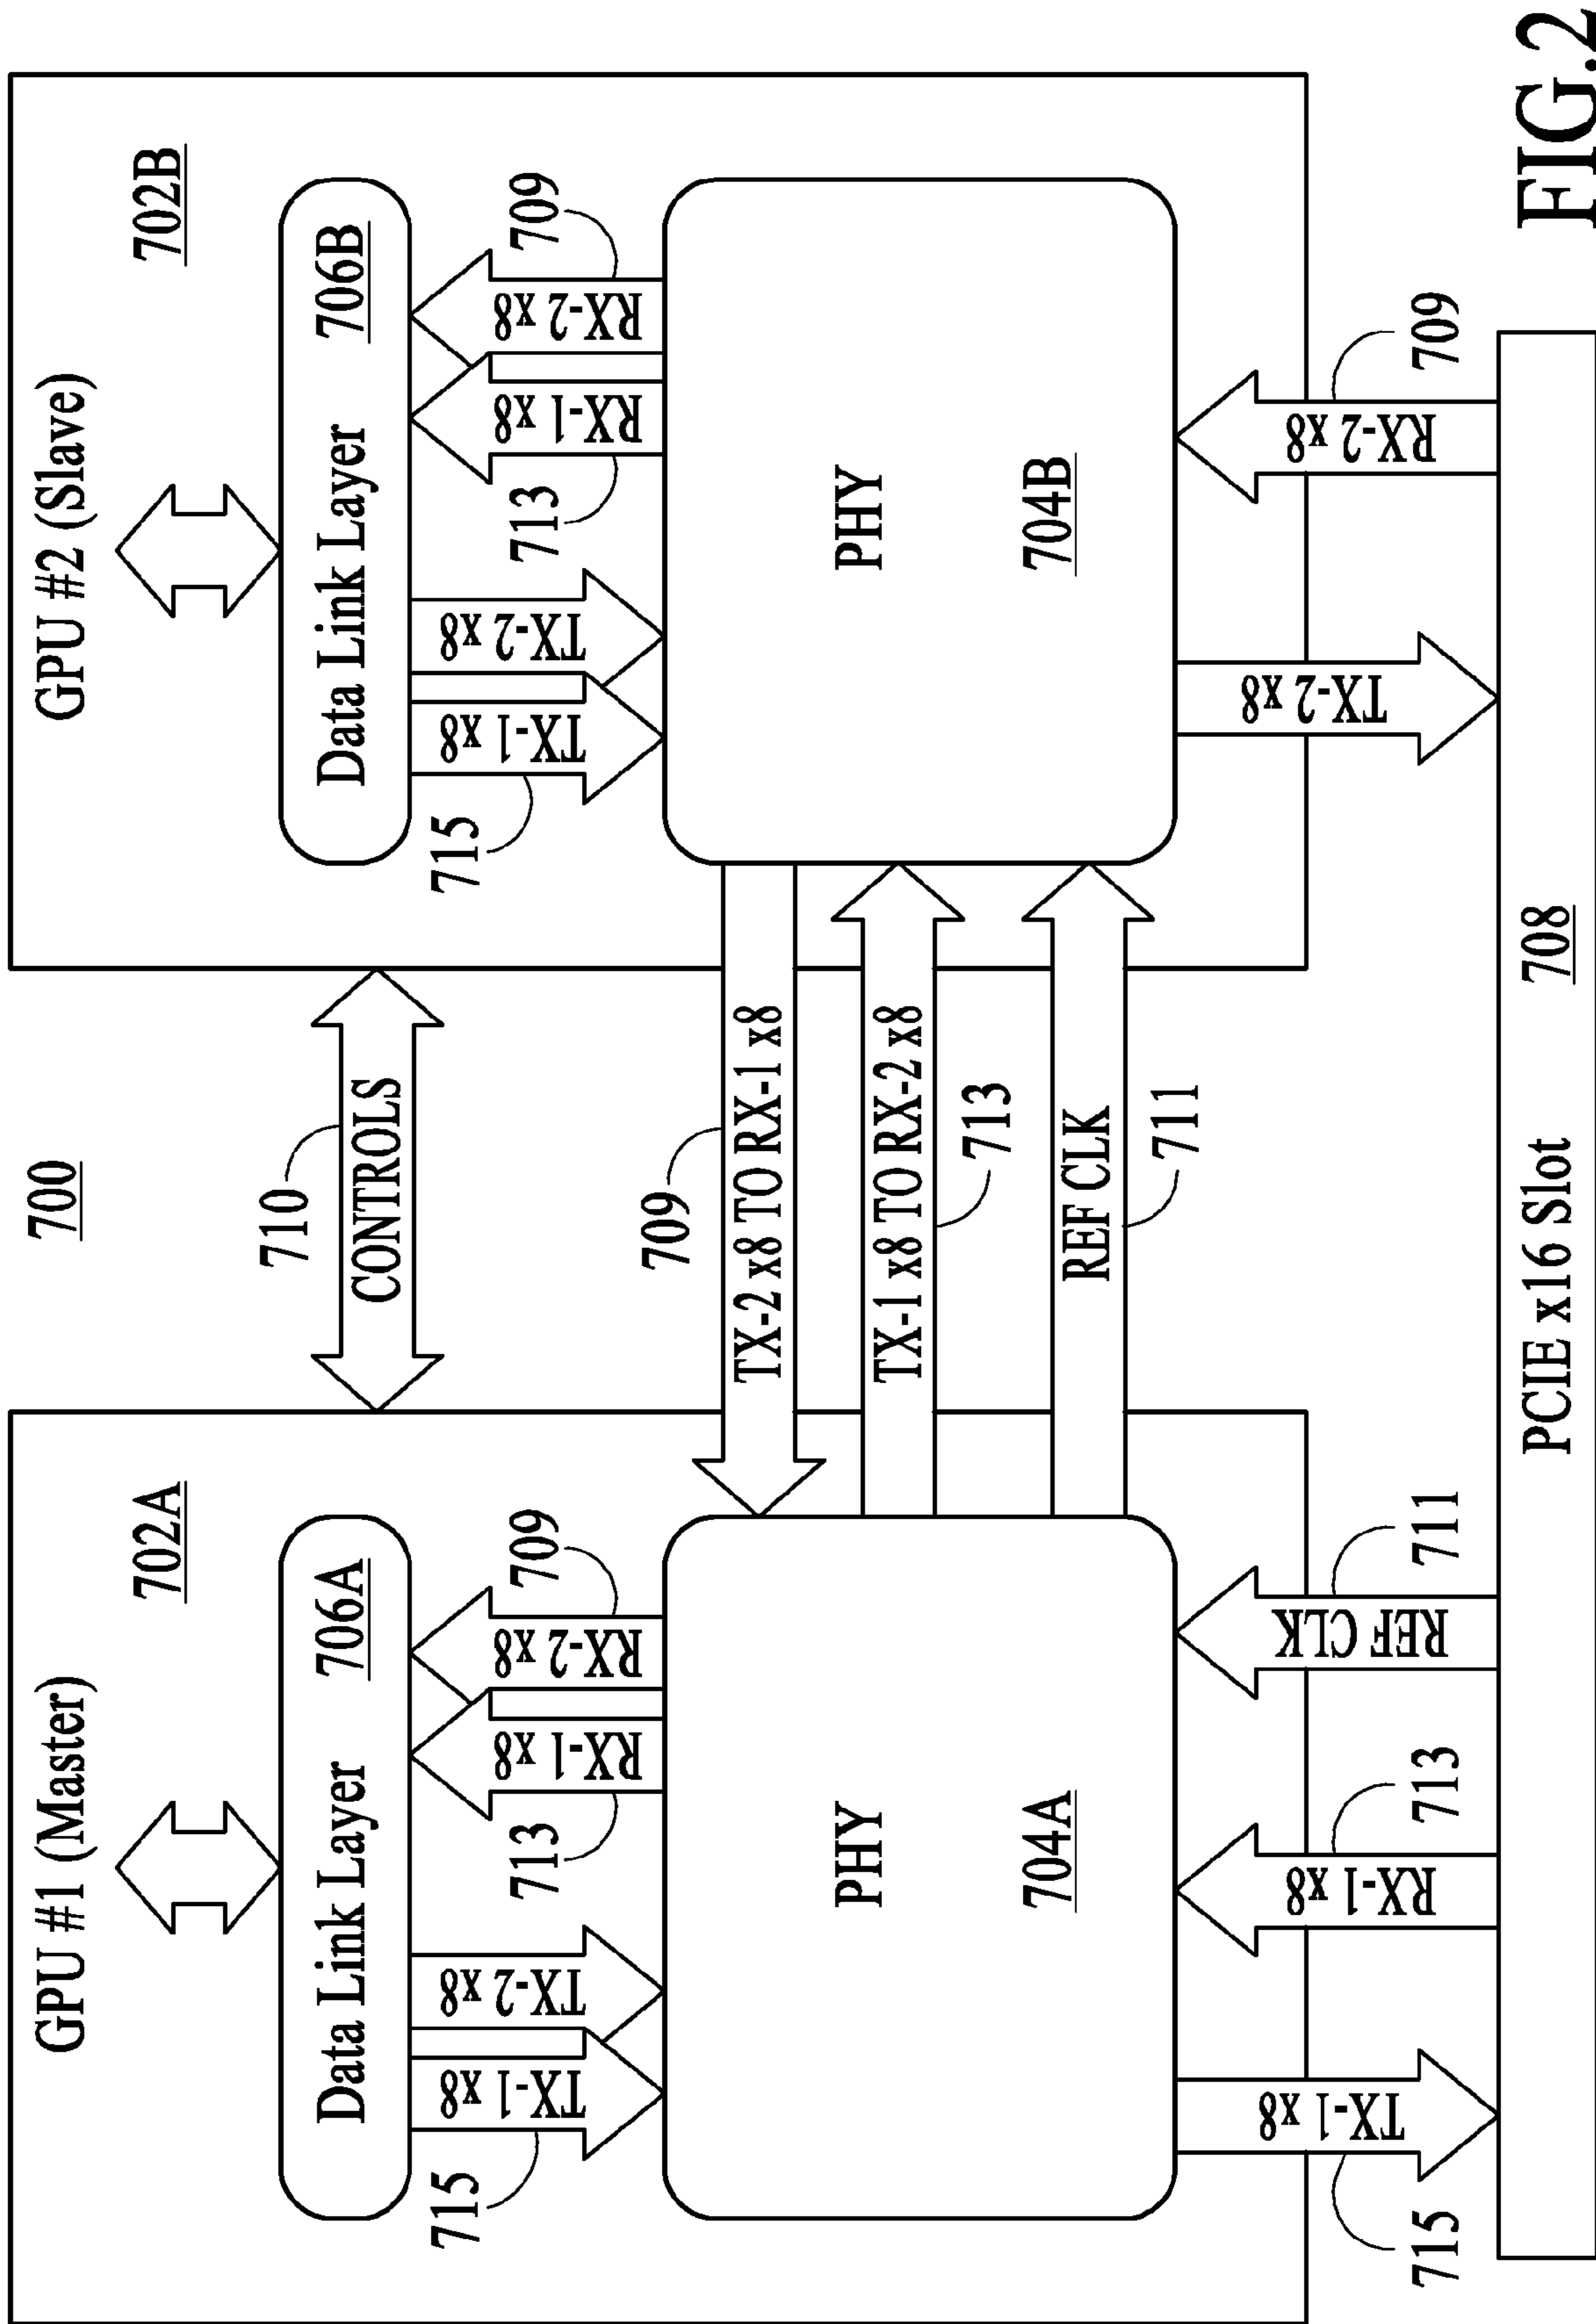 700
GPU #1 (Master)
702A
Data Link Layer
706A
715
TX-1 x8
TX-2 x8
713
RX-1 x8
RX-2 x8
709
PHY
704A
710
CONTROLS
709
TX-2 x8 TO RX-1 x8
TX-1 x8 TO RX-2 x8
713
REF CLK
711
GPU #2 (Slave)
702B
Data Link Layer
706B
715
TX-1 x8
TX-2 x8
713
RX-1 x8
RX-2 x8
709
PHY
704B
715
TX-1 x8
RX-1 x8
713
REF CLK
711
TX-2 x8
RX-2 x8
709
PCIE x16 Slot
708
FIG.2